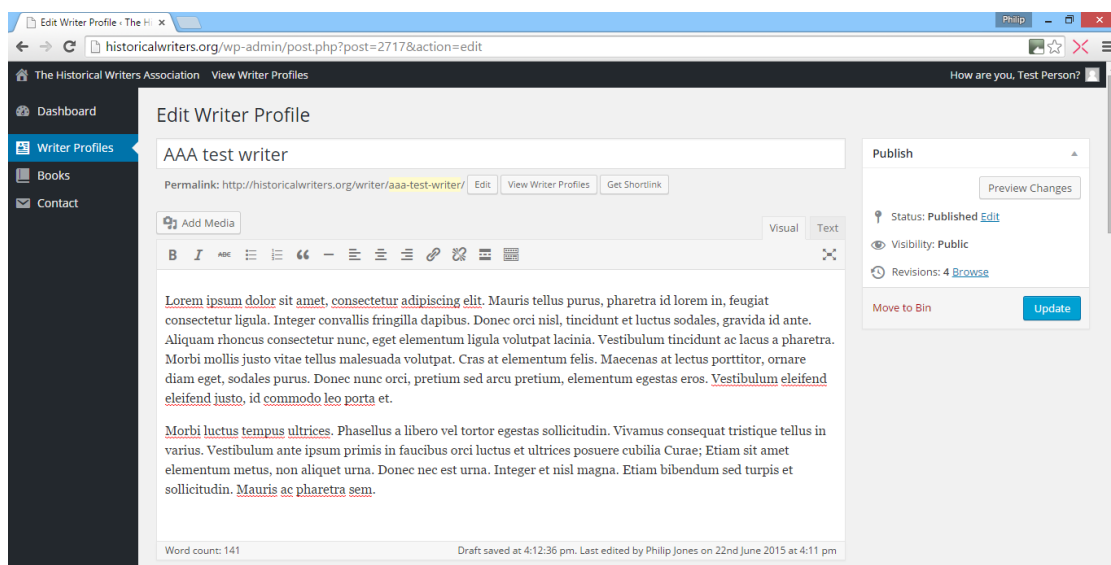 Edit Writer Profile ‹ The Hi
Philip
historicalwriters.org/wp-admin/post.php?post=2717&action=edit
The Historical Writers Association View Writer Profiles How are you, Test Person?
Dashboard
Writer Profiles
Books
Contact
Edit Writer Profile
AAA test writer
Permalink: http://historicalwriters.org/writer/aaa-test-writer/ Edit View Writer Profiles Get Shortlink
Add Media
Visual Text
B I ABC
Lorem ipsum dolor sit amet, consectetur adipiscing elit. Mauris tellus purus, pharetra id lorem in, feugiat
consectetur ligula. Integer convallis fringilla dapibus. Donec orci nisl, tincidunt et luctus sodales, gravida id ante.
Aliquam rhoncus consectetur nunc, eget elementum ligula volutpat lacinia. Vestibulum tincidunt ac lacus a pharetra.
Morbi mollis justo vitae tellus malesuada volutpat. Cras at elementum felis. Maecenas at lectus porttitor, ornare
diam eget, sodales purus. Donec nunc orci, pretium sed arcu pretium, elementum egestas eros. Vestibulum eleifend
eleifend justo, id commodo leo porta et.
Morbi luctus tempus ultrices. Phasellus a libero vel tortor egestas sollicitudin. Vivamus consequat tristique tellus in
varius. Vestibulum ante ipsum primis in faucibus orci luctus et ultrices posuere cubilia Curae; Etiam sit amet
elementum metus, non aliquet urna. Donec nec est urna. Integer et nisl magna. Etiam bibendum sed turpis et
sollicitudin. Mauris ac pharetra sem.
Word count: 141 Draft saved at 4:12:36 pm. Last edited by Philip Jones on 22nd June 2015 at 4:11 pm
Publish
Preview Changes
Status: Published Edit
Visibility: Public
Revisions: 4 Browse
Move to Bin Update